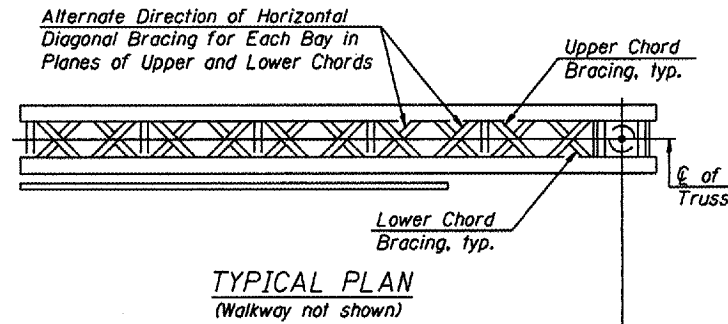 Alternate Direction of Horizontal
Diagonal Bracing for Each Bay in
Planes of Upper and Lower Chords
Upper Chord
Bracing, typ.
℄ of
Truss
Lower Chord
Bracing, typ.
TYPICAL PLAN
(Walkway not shown)